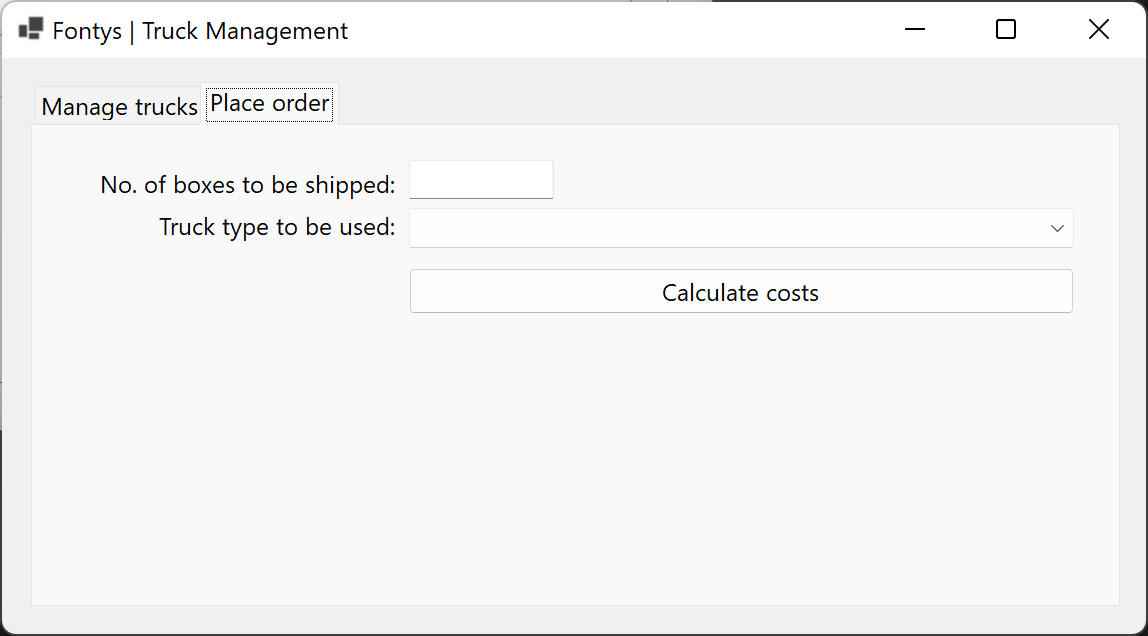 Fontys | Truck Management
Manage trucks
Place order
No. of boxes to be shipped:
Truck type to be used:
Calculate costs